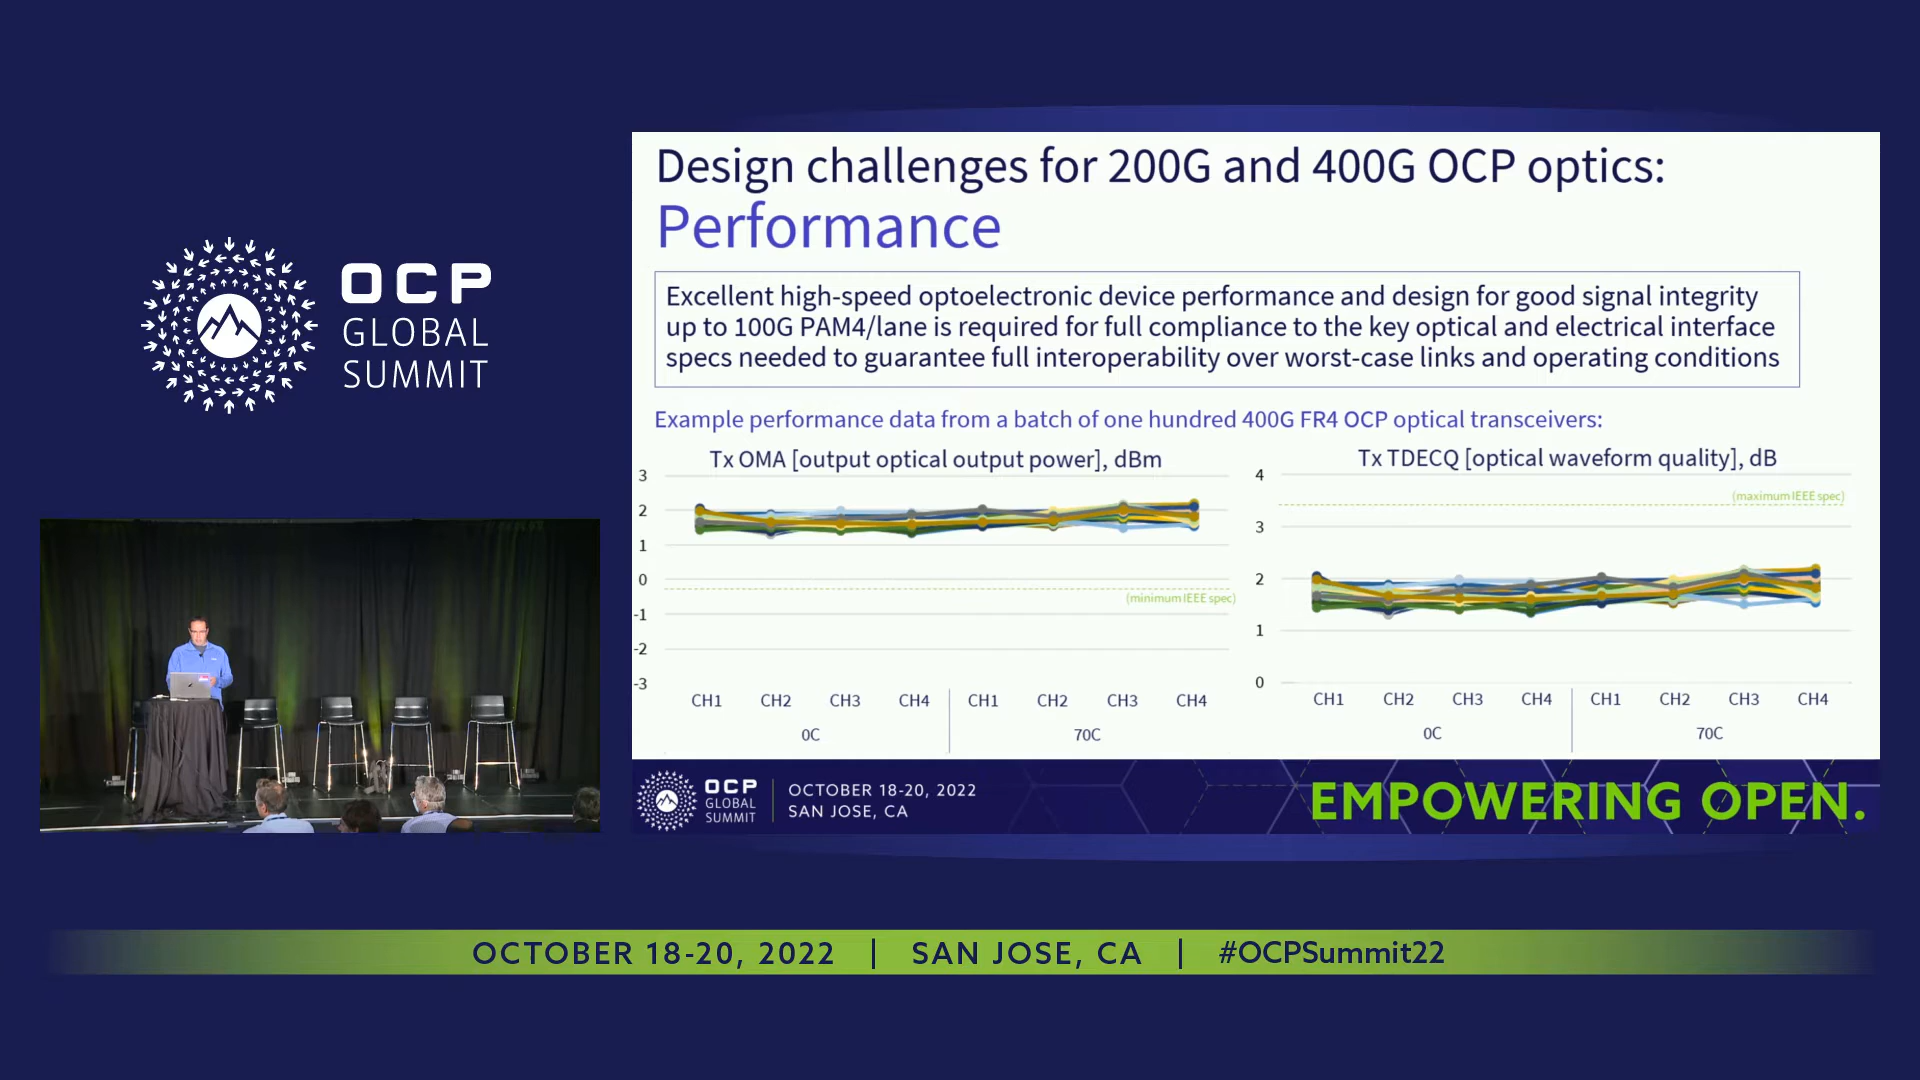 OCP
GLOBAL
SUMMIT
Design challenges for 200G and 400G OCP optics:
Performance
Excellent high-speed optoelectronic device performance and design for good signal integrity
up to 100G PAM4/lane is required for full compliance to the key optical and electrical interface
specs needed to guarantee full interoperability over worst-case links and operating conditions
Example performance data from a batch of one hundred 400G FR4 OCP optical transceivers:
Tx OMA [output optical output power], dBm
3
2
1
0
-1
-2
-3
(minimum IEEE spec)
CH1 CH2 CH3 CH4 CH1 CH2 CH3 CH4
0C 70C
Tx TDECQ [optical waveform quality], dB
4
3
2
1
0
(maximum IEEE spec)
CH1 CH2 CH3 CH4 CH1 CH2 CH3 CH4
0C 70C
OCP
GLOBAL
SUMMIT
OCTOBER 18-20, 2022
SAN JOSE, CA
EMPOWERING OPEN.
OCTOBER 18-20, 2022 | SAN JOSE, CA | #OCPSummit22